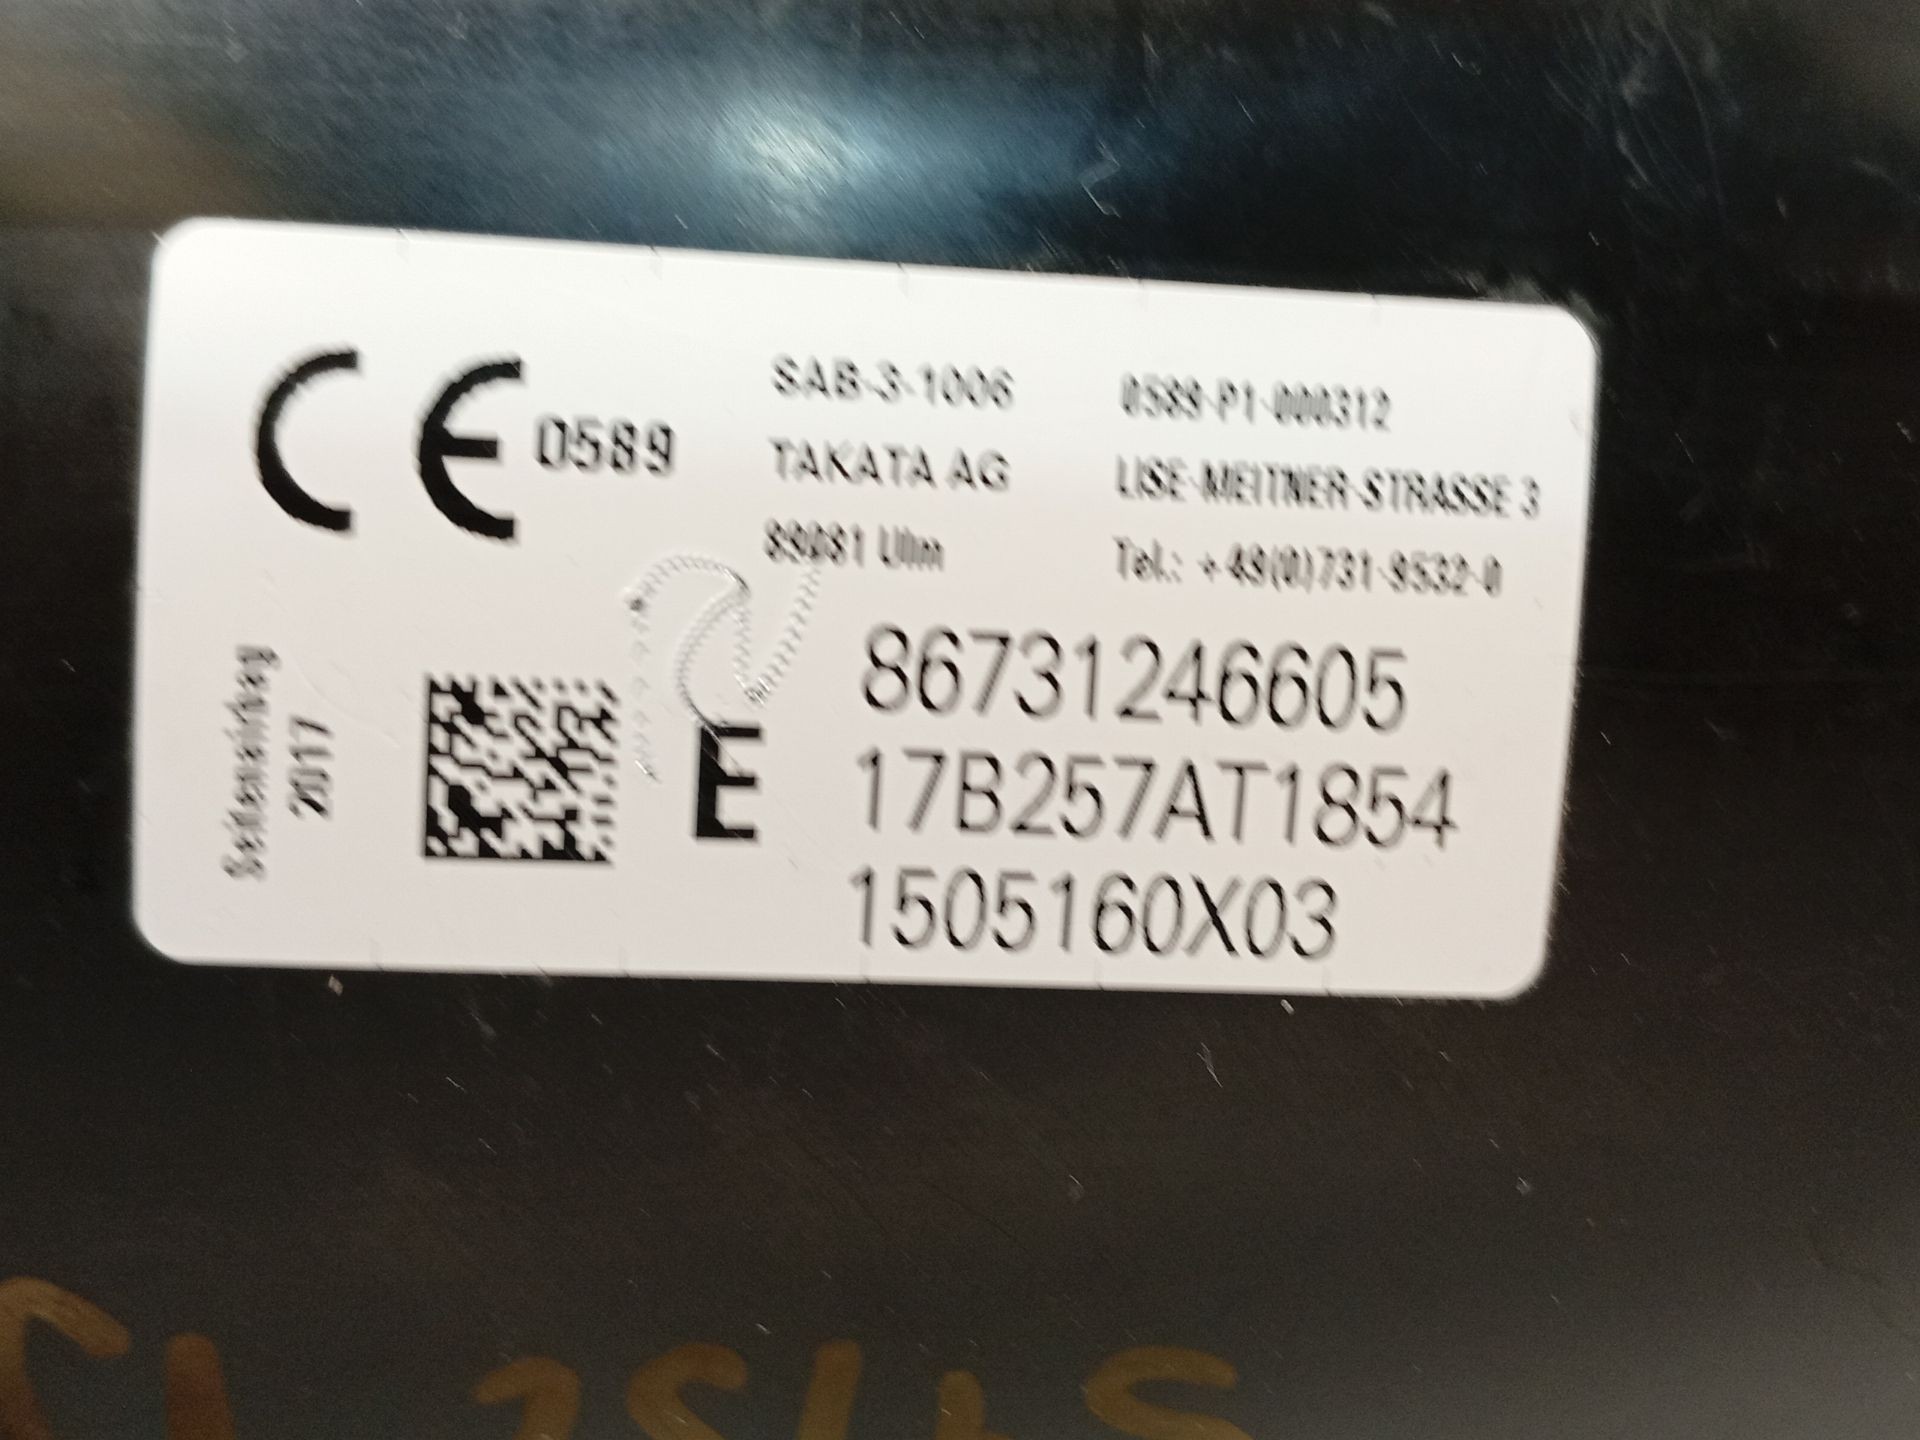 CE 0589
SAB-3-1006
0589-P1-000312
TAKATA AG
LISE-MEITNER-STRASSE 3
89081 Ulm
Tel.: +49(0)731-9532-0
Seitenairbag
2017
E
86731246605
17B257AT1854
1505160X03